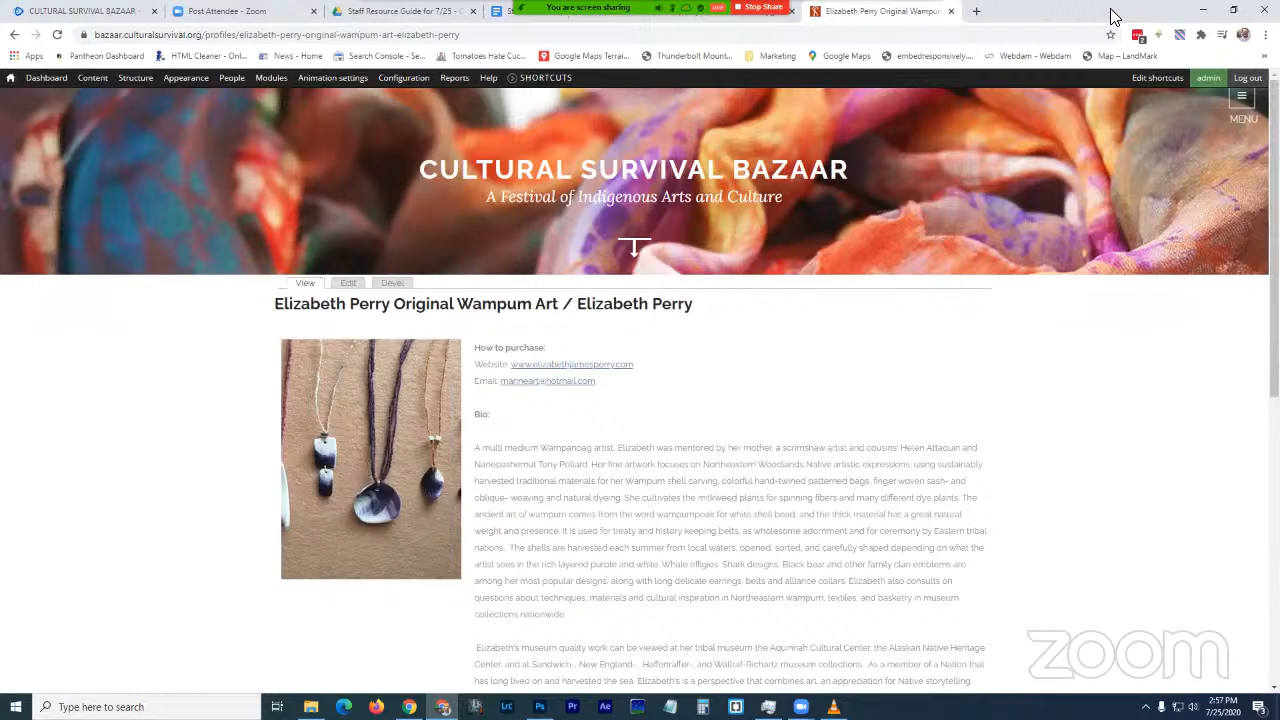 CULTURAL SURVIVAL BAZAAR -
Post Attendee - Zoom
Staff Resource Guide for 7/25 - C
You are screen sharing
LIVE
Stop Share
Elizabeth Perry Original Wampu
bazaar.culturalsurvival.org/profiles/elizabeth-perry-original-wampum-art-elizabeth-perry
2
Apps
Pantheon Dashboard
HTML Cleaner - Onl...
News - Home
Search Console - Se...
Tomatoes Hate Cuc...
Google Maps Terrai...
Thunderbolt Mount...
Marketing
Google Maps
embedresponsively....
Webdam - Webdam
Map – LandMark
Dashboard Content Structure Appearance People Modules Animation settings Configuration Reports Help SHORTCUTS
Edit shortcuts admin Log out
MENU
CULTURAL SURVIVAL BAZAAR
A Festival of Indigenous Arts and Culture
View Edit Devel
Elizabeth Perry Original Wampum Art / Elizabeth Perry
How to purchase:
Website: www.elizabethjamesperry.com
Email: marineart@hotmail.com
Bio:
A multi medium Wampanoag artist, Elizabeth was mentored by her mother, a scrimshaw artist and cousins' Helen Attaquin and
Nanepashemut Tony Pollard. Her fine artwork focuses on Northeastern Woodlands Native artistic expressions, using sustainably
harvested traditional materials for her Wampum shell carving, colorful hand-twined patterned bags, finger woven sash- and
oblique- weaving and natural dyeing. She cultivates the milkweed plants for spinning fibers and many different dye plants. The
ancient art of wampum comes from the word wampumpeak for white shell bead, and the thick material has a great natural
weight and presence. It is used for treaty and history keeping belts, as wholesome adornment and for ceremony by Eastern tribal
nations. The shells are harvested each summer from local waters, opened, sorted, and carefully shaped depending on what the
artist sees in the rich layered purple and white. Whale effigies, Shark designs, Black bear and other family clan emblems are
among her most popular designs, along with long delicate earrings, belts and alliance collars. Elizabeth also consults on
questions about techniques, materials and cultural inspiration in Northeastern wampum, textiles, and basketry in museum
collections nationwide.
Elizabeth's museum quality work can be viewed at her tribal museum the Aquinnah Cultural Center, the Alaskan Native Heritage
Center, and at Sandwich-, New England-, Haffenraffer-, and Wallraf-Richartz museum collections. As a member of a Nation that
has long lived on and harvested the sea, Elizabeth's is a perspective that combines art, an appreciation for Native storytelling
zoom
Type here to search
2:57 PM
7/25/2020